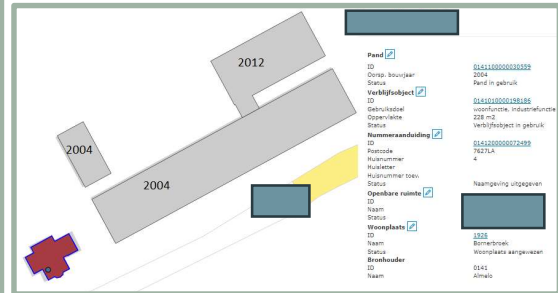 2012
2004
2004
Pand
ID 0141100000030559
Oorsp. bouwjaar 2004
Status Pand in gebruik
Verblijfsobject
ID 0141010000198186
Gebruiksdoel woonfunctie, industriefunctie
Oppervlakte 228 m2
Status Verblijfsobject in gebruik
Nummeraanduiding
ID 0141200000072499
Postcode 7627LA
Huisnummer 4
Huisletter
Huisnummer toev.
Status Naamgeving uitgegeven
Openbare ruimte
ID
Naam
Status
Woonplaats
ID 1926
Naam Bornerbroek
Status Woonplaats aangewezen
Bronhouder
ID 0141
Naam Almelo